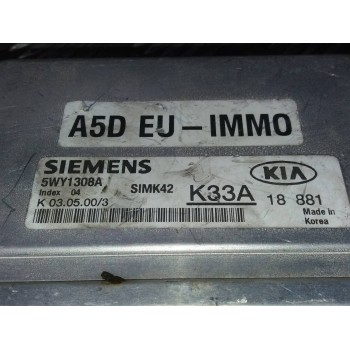 A5D EU-IMMO
SIEMENS
KIA
5WY1308A
Index 04
SIMK42
K33A
18 881
K 03.05.00/3
Made in
Korea